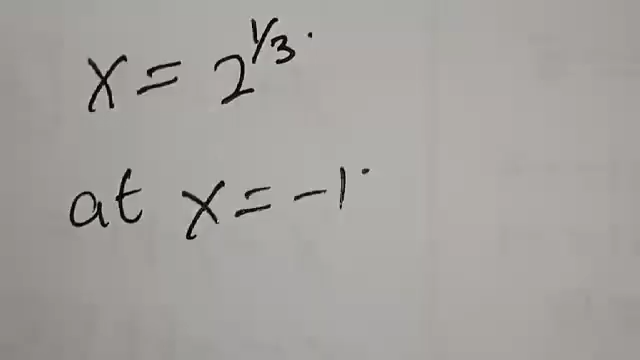 x = 2^{1/3}.
at x = -1.